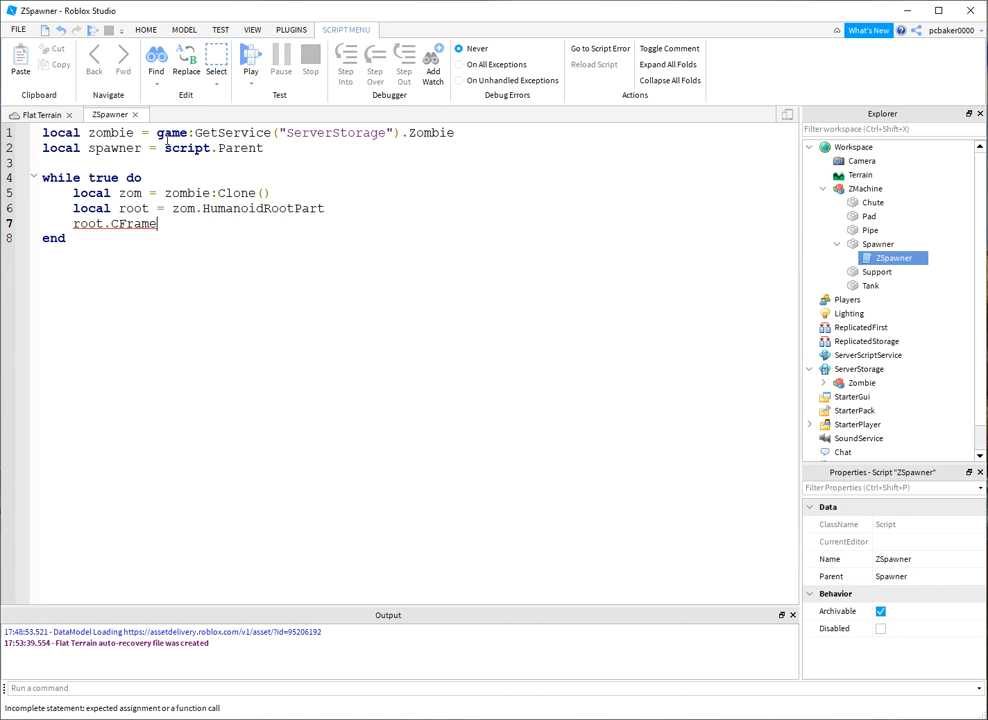 ZSpawner - Roblox Studio
FILE HOME MODEL TEST VIEW PLUGINS SCRIPT MENU What's New pcbaker0000
Paste Cut Copy Back Fwd Find Replace Select Play Pause Stop Step Into Step Over Step Out Add Watch
Never
On All Exceptions
On Unhandled Exceptions
Go to Script Error
Reload Script
Toggle Comment
Expand All Folds
Collapse All Folds
Clipboard Navigate Edit Test Debugger Debug Errors Actions
Flat Terrain ZSpawner
1 local zombie = game:GetService("ServerStorage").Zombie
2 local spawner = script.Parent
3
4 while true do
5 local zom = zombie:Clone()
6 local root = zom.HumanoidRootPart
7 root.CFrame
8 end
Explorer
Filter workspace (Ctrl+Shift+X)
Workspace
Camera
Terrain
ZMachine
Chute
Pad
Pipe
Spawner
ZSpawner
Support
Tank
Players
Lighting
ReplicatedFirst
ReplicatedStorage
ServerScriptService
ServerStorage
Zombie
StarterGui
StarterPack
StarterPlayer
SoundService
Chat
Properties - Script "ZSpawner"
Filter Properties (Ctrl+Shift+P)
Data
ClassName Script
CurrentEditor
Name ZSpawner
Parent Spawner
Behavior
Archivable
Disabled
Output
17:48:53.521 - DataModel Loading https://assetdelivery.roblox.com/v1/asset/?id=95206192
17:53:39.554 - Flat Terrain auto-recovery file was created
Run a command
Incomplete statement: expected assignment or a function call